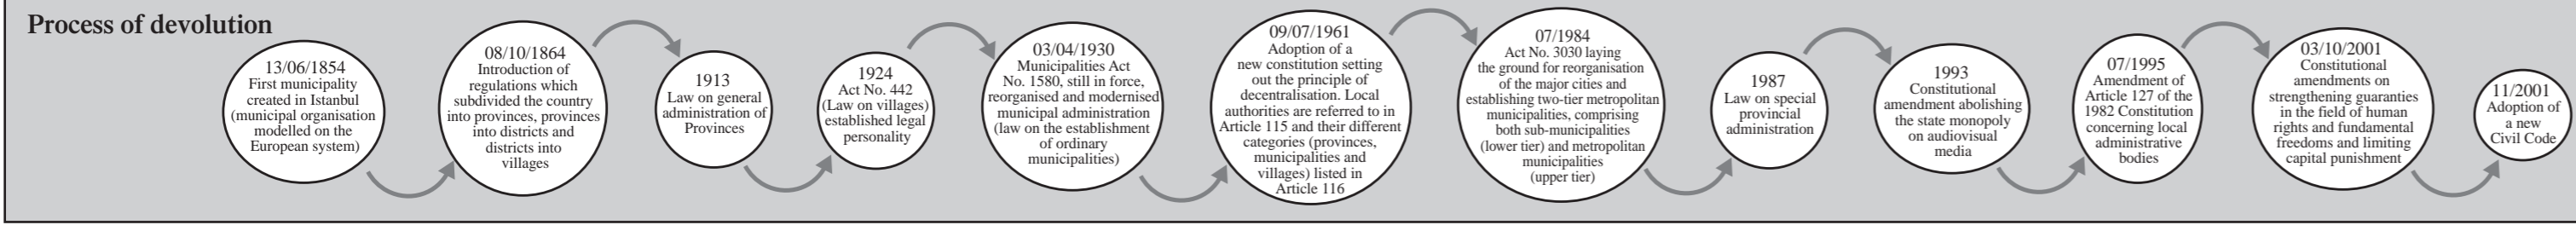 Process of devolution
13/06/1854
First municipality
created in Istanbul
(municipal organisation
modelled on the
European system)
08/10/1864
Introduction of
regulations which
subdivided the country
into provinces, provinces
into districts and
districts into
villages
1913
Law on general
administration of
Provinces
1924
Act No. 442
(Law on villages)
established legal
personality
03/04/1930
Municipalities Act
No. 1580, still in force,
reorganised and modernised
municipal administration
(law on the establishment
of ordinary
municipalities)
09/07/1961
Adoption of a
new constitution setting
out the principle of
decentralisation. Local
authorities are referred to in
Article 115 and their different
categories (provinces,
municipalities and
villages) listed in
Article 116
07/1984
Act No. 3030 laying
the ground for reorganisation
of the major cities and
establishing two-tier metropolitan
municipalities, comprising
both sub-municipalities
(lower tier) and metropolitan
municipalities
(upper tier)
1987
Law on special
provincial
administration
1993
Constitutional
amendment abolishing
the state monopoly
on audiovisual
media
07/1995
Amendment of
Article 127 of the
1982 Constitution
concerning local
administrative
bodies
03/10/2001
Constitutional
amendments on
strengthening guaranties
in the field of human
rights and fundamental
freedoms and limiting
capital punishment
11/2001
Adoption of
a new
Civil Code